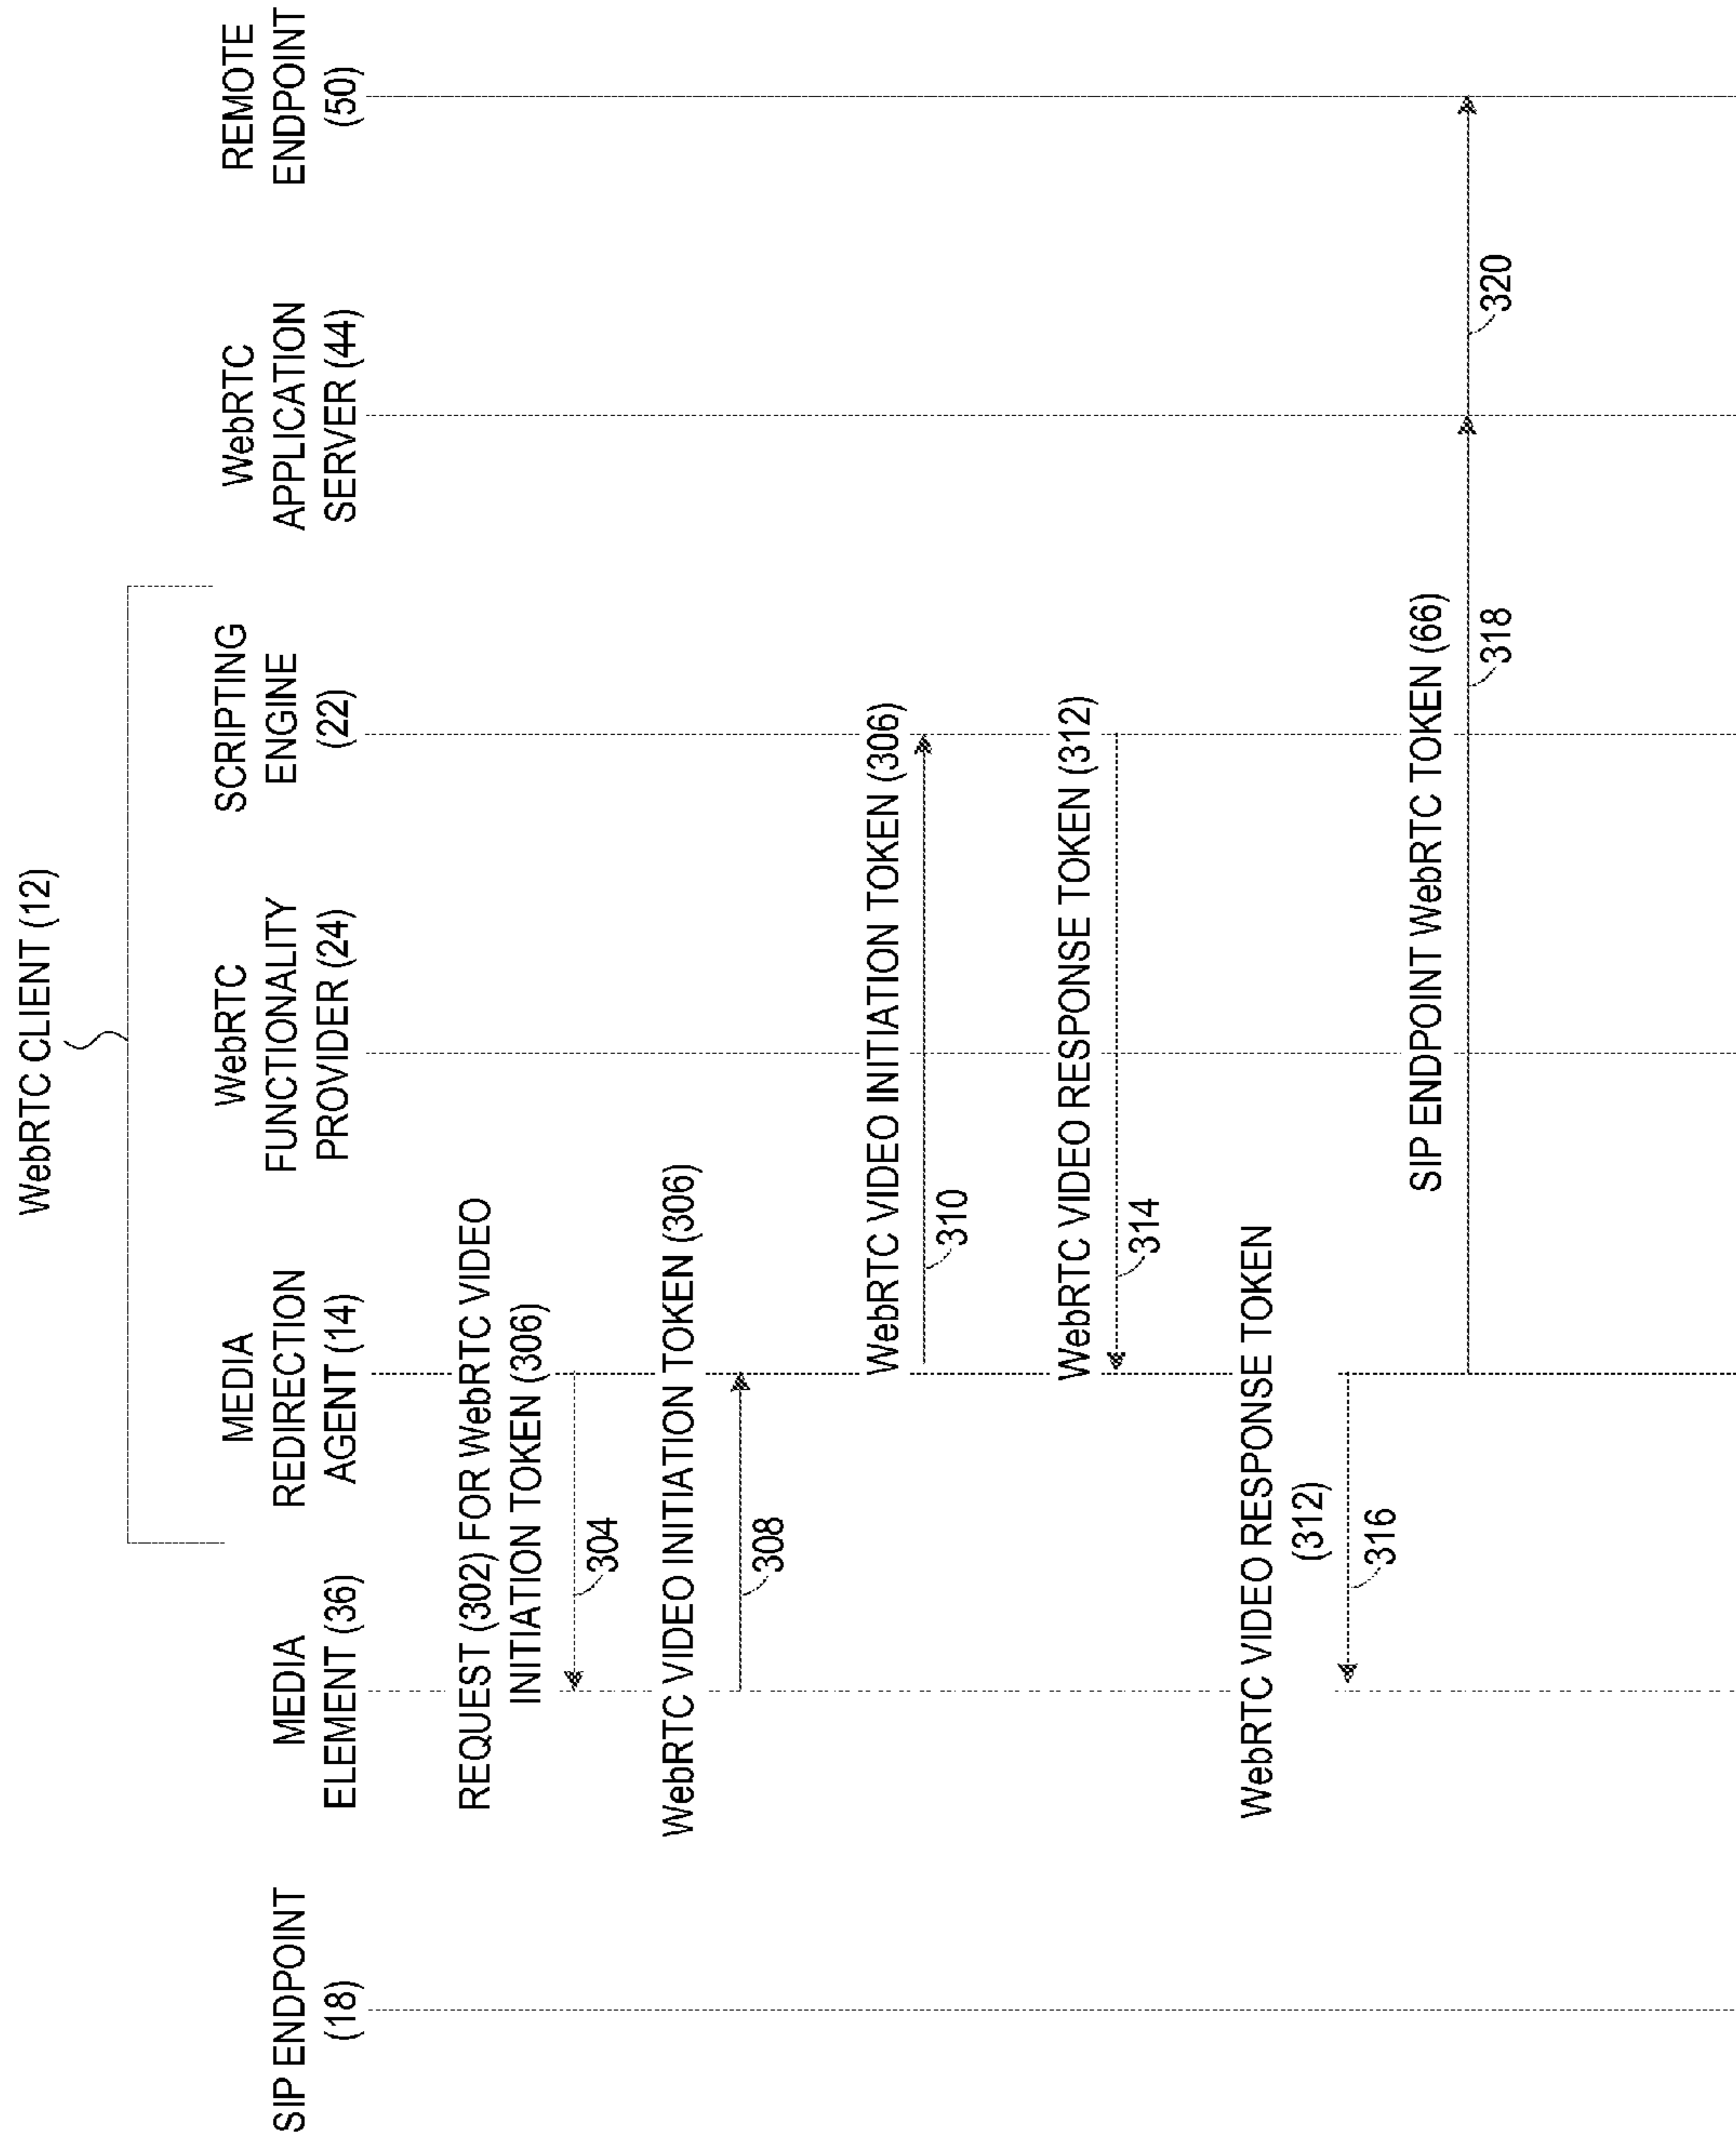 WebRTC CLIENT (12)
SIP ENDPOINT
(18)
MEDIA
ELEMENT (36)
MEDIA
REDIRECTION
AGENT (14)
WebRTC
FUNCTIONALITY
PROVIDER (24)
SCRIPTING
ENGINE
(22)
WebRTC
APPLICATION
SERVER (44)
REMOTE
ENDPOINT
(50)
REQUEST (302) FOR WebRTC VIDEO
INITIATION TOKEN (306)
304
WebRTC VIDEO INITIATION TOKEN (306)
308
WebRTC VIDEO INITIATION TOKEN (306)
310
WebRTC VIDEO RESPONSE TOKEN (312)
314
WebRTC VIDEO RESPONSE TOKEN
(312)
316
SIP ENDPOINT WebRTC TOKEN (66)
318
320